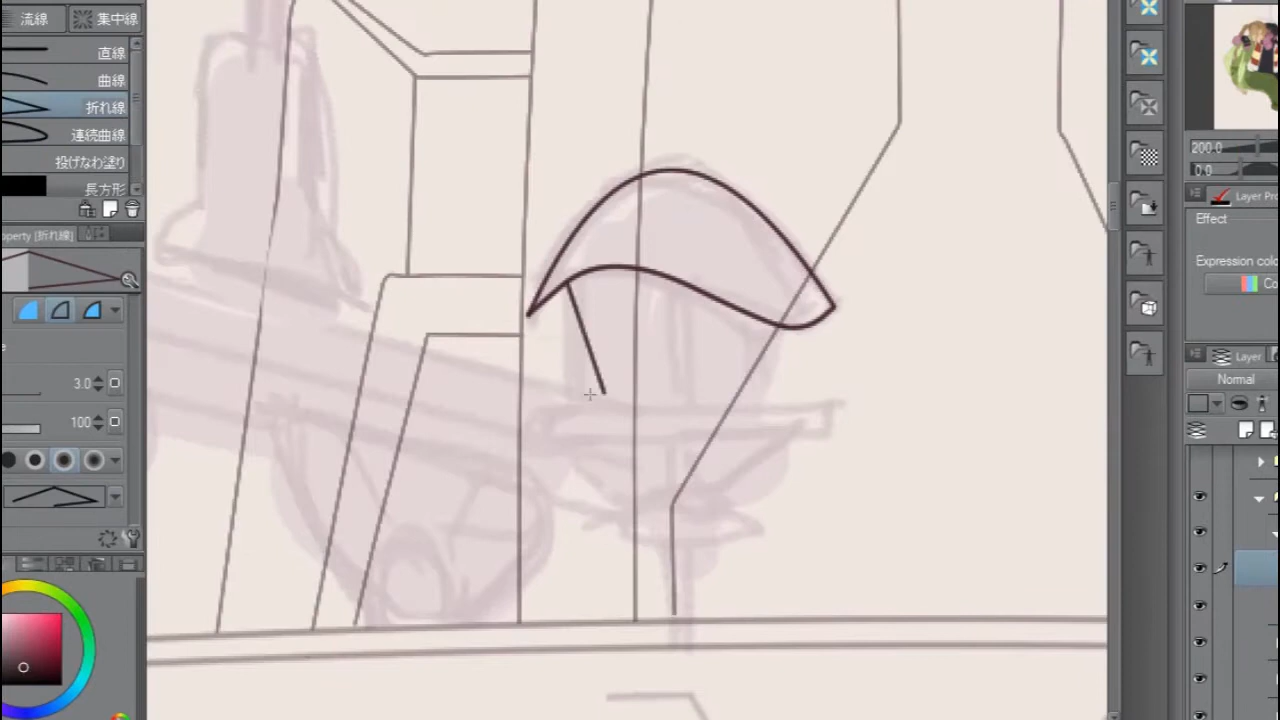 流線 集中線
直線
曲線
折れ線
連続曲線
投げなわ塗り
長方形
operty [折れ線]
3.0
100
200.0
0.0
Layer Pr
Effect
Expression colo
Co
Layer
Normal